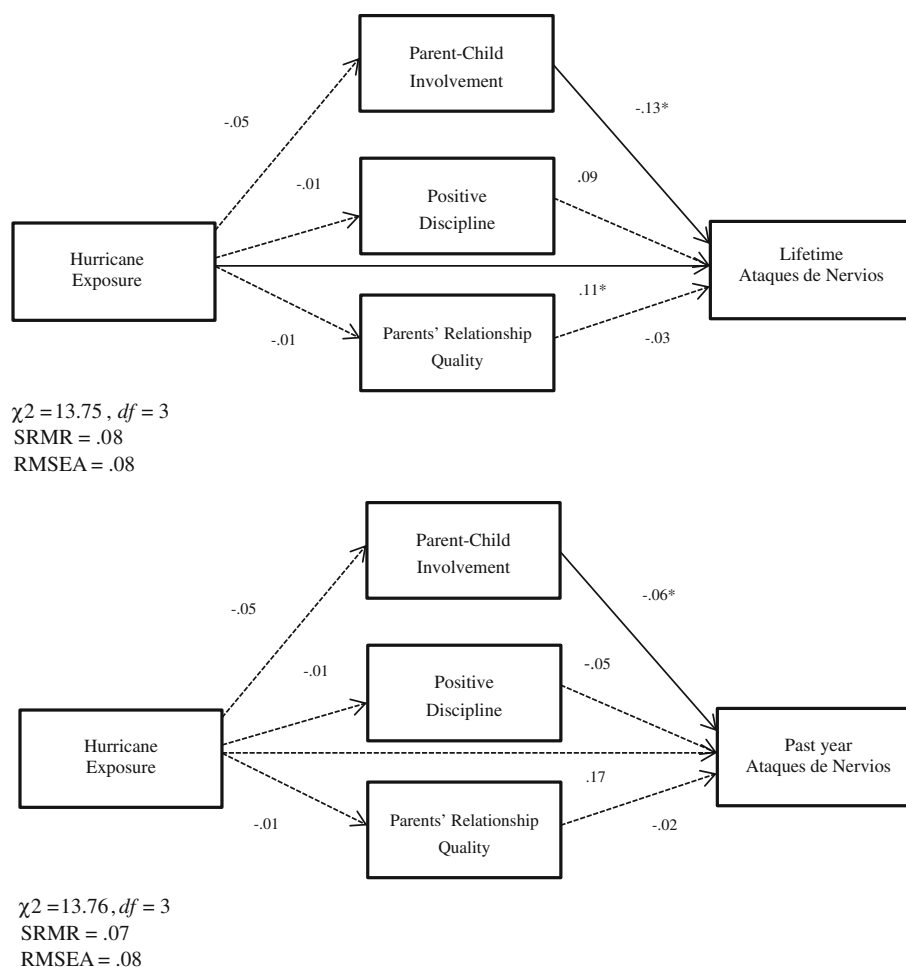 Parent-Child
Involvement
-.05
-.13*
-.01
Positive
Discipline
.09
Hurricane
Exposure
Lifetime
Ataques de Nervios
.11*
-.01
Parents’ Relationship
Quality
-.03
χ2 =13.75 , df = 3
SRMR = .08
RMSEA = .08
Parent-Child
Involvement
-.05
-.06*
-.01
Positive
Discipline
-.05
Hurricane
Exposure
Past year
Ataques de Nervios
.17
-.01
Parents’ Relationship
Quality
-.02
χ2 =13.76 , df = 3
SRMR = .07
RMSEA = .08